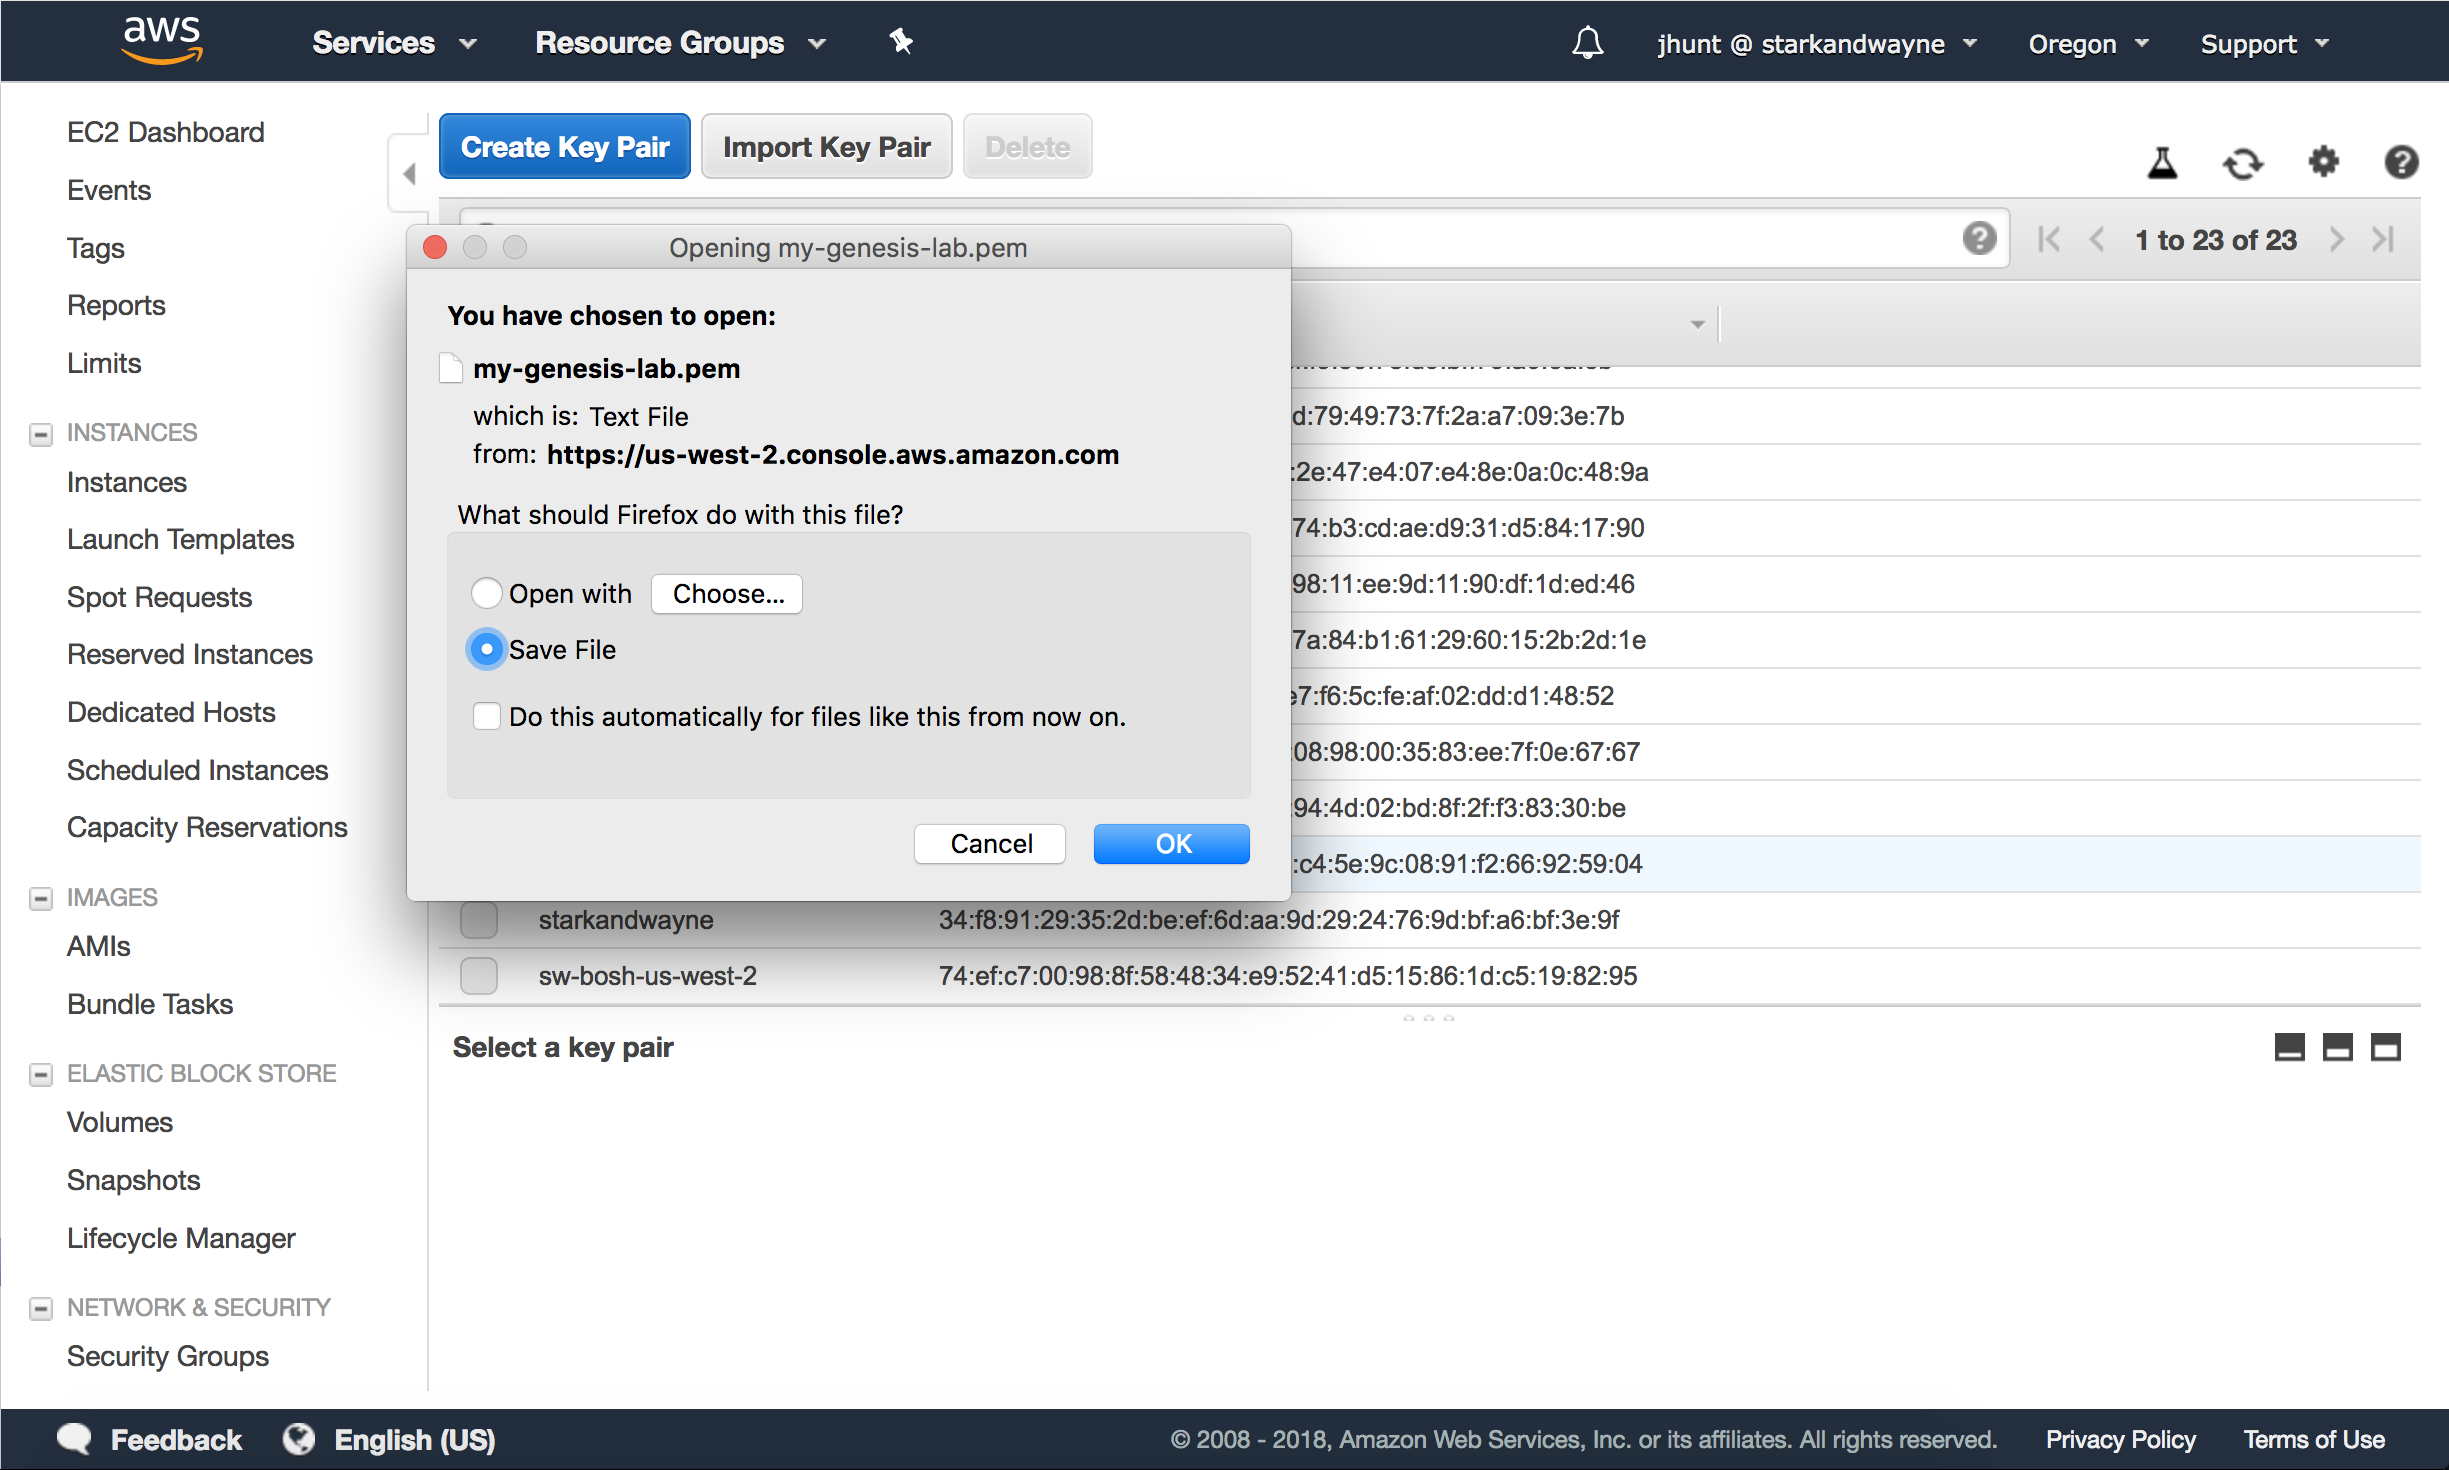 aws Services Resource Groups jhunt @ starkandwayne Oregon Support
EC2 Dashboard
Events
Tags
Reports
Limits
INSTANCES
Instances
Launch Templates
Spot Requests
Reserved Instances
Dedicated Hosts
Scheduled Instances
Capacity Reservations
IMAGES
AMIs
Bundle Tasks
ELASTIC BLOCK STORE
Volumes
Snapshots
Lifecycle Manager
NETWORK & SECURITY
Security Groups
Create Key Pair Import Key Pair Delete
1 to 23 of 23
Opening my-genesis-lab.pem
You have chosen to open:
my-genesis-lab.pem
which is: Text File
from: https://us-west-2.console.aws.amazon.com
What should Firefox do with this file?
Open with Choose...
Save File
Do this automatically for files like this from now on.
Cancel OK
d:79:49:73:7f:2a:a7:09:3e:7b
:2e:47:e4:07:e4:8e:0a:0c:48:9a
74:b3:cd:ae:d9:31:d5:84:17:90
98:11:ee:9d:11:90:df:1d:ed:46
7a:84:b1:61:29:60:15:2b:2d:1e
e7:f6:5c:fe:af:02:dd:d1:48:52
:08:98:00:35:83:ee:7f:0e:67:67
:94:4d:02:bd:8f:2f:f3:83:30:be
:c4:5e:9c:08:91:f2:66:92:59:04
starkandwayne 34:f8:91:29:35:2d:be:ef:6d:aa:9d:29:24:76:9d:bf:a6:bf:3e:9f
sw-bosh-us-west-2 74:ef:c7:00:98:8f:58:48:34:e9:52:41:d5:15:86:1d:c5:19:82:95
Select a key pair
Feedback English (US) © 2008 - 2018, Amazon Web Services, Inc. or its affiliates. All rights reserved. Privacy Policy Terms of Use